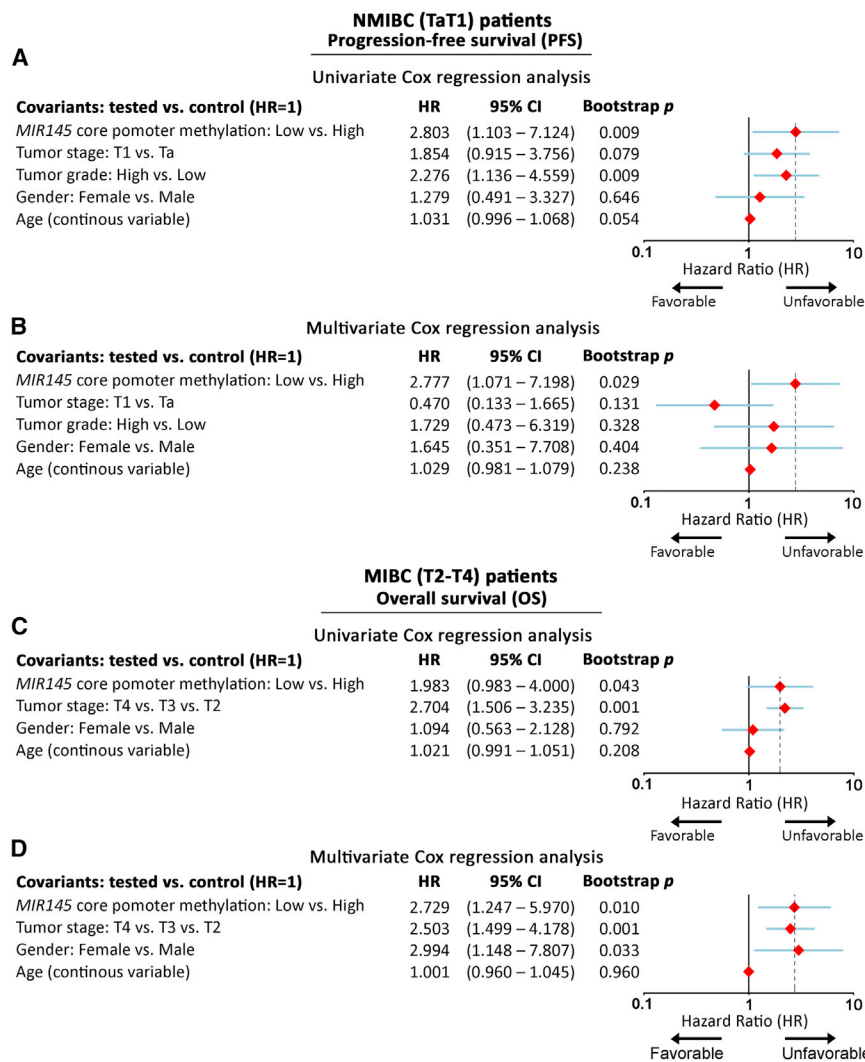 NMIBC (TaT1) patients
Progression-free survival (PFS)
A
Univariate Cox regression analysis
Covariants: tested vs. control (HR=1) HR 95% CI Bootstrap p
MIR145 core pomoter methylation: Low vs. High 2.803 (1.103 – 7.124) 0.009
Tumor stage: T1 vs. Ta 1.854 (0.915 – 3.756) 0.079
Tumor grade: High vs. Low 2.276 (1.136 – 4.559) 0.009
Gender: Female vs. Male 1.279 (0.491 – 3.327) 0.646
Age (continous variable) 1.031 (0.996 – 1.068) 0.054
0.1 1 10
Hazard Ratio (HR)
Favorable Unfavorable
B
Multivariate Cox regression analysis
Covariants: tested vs. control (HR=1) HR 95% CI Bootstrap p
MIR145 core pomoter methylation: Low vs. High 2.777 (1.071 – 7.198) 0.029
Tumor stage: T1 vs. Ta 0.470 (0.133 – 1.665) 0.131
Tumor grade: High vs. Low 1.729 (0.473 – 6.319) 0.328
Gender: Female vs. Male 1.645 (0.351 – 7.708) 0.404
Age (continous variable) 1.029 (0.981 – 1.079) 0.238
0.1 1 10
Hazard Ratio (HR)
Favorable Unfavorable
MIBC (T2-T4) patients
Overall survival (OS)
C
Univariate Cox regression analysis
Covariants: tested vs. control (HR=1) HR 95% CI Bootstrap p
MIR145 core pomoter methylation: Low vs. High 1.983 (0.983 – 4.000) 0.043
Tumor stage: T4 vs. T3 vs. T2 2.704 (1.506 – 3.235) 0.001
Gender: Female vs. Male 1.094 (0.563 – 2.128) 0.792
Age (continous variable) 1.021 (0.991 – 1.051) 0.208
0.1 1 10
Hazard Ratio (HR)
Favorable Unfavorable
D
Multivariate Cox regression analysis
Covariants: tested vs. control (HR=1) HR 95% CI Bootstrap p
MIR145 core pomoter methylation: Low vs. High 2.729 (1.247 – 5.970) 0.010
Tumor stage: T4 vs. T3 vs. T2 2.503 (1.499 – 4.178) 0.001
Gender: Female vs. Male 2.994 (1.148 – 7.807) 0.033
Age (continous variable) 1.001 (0.960 – 1.045) 0.960
0.1 1 10
Hazard Ratio (HR)
Favorable Unfavorable